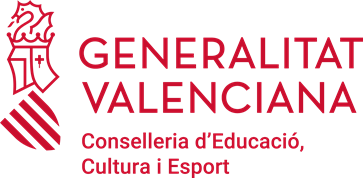 GENERALITAT
VALENCIANA
Conselleria d'Educació,
Cultura i Esport